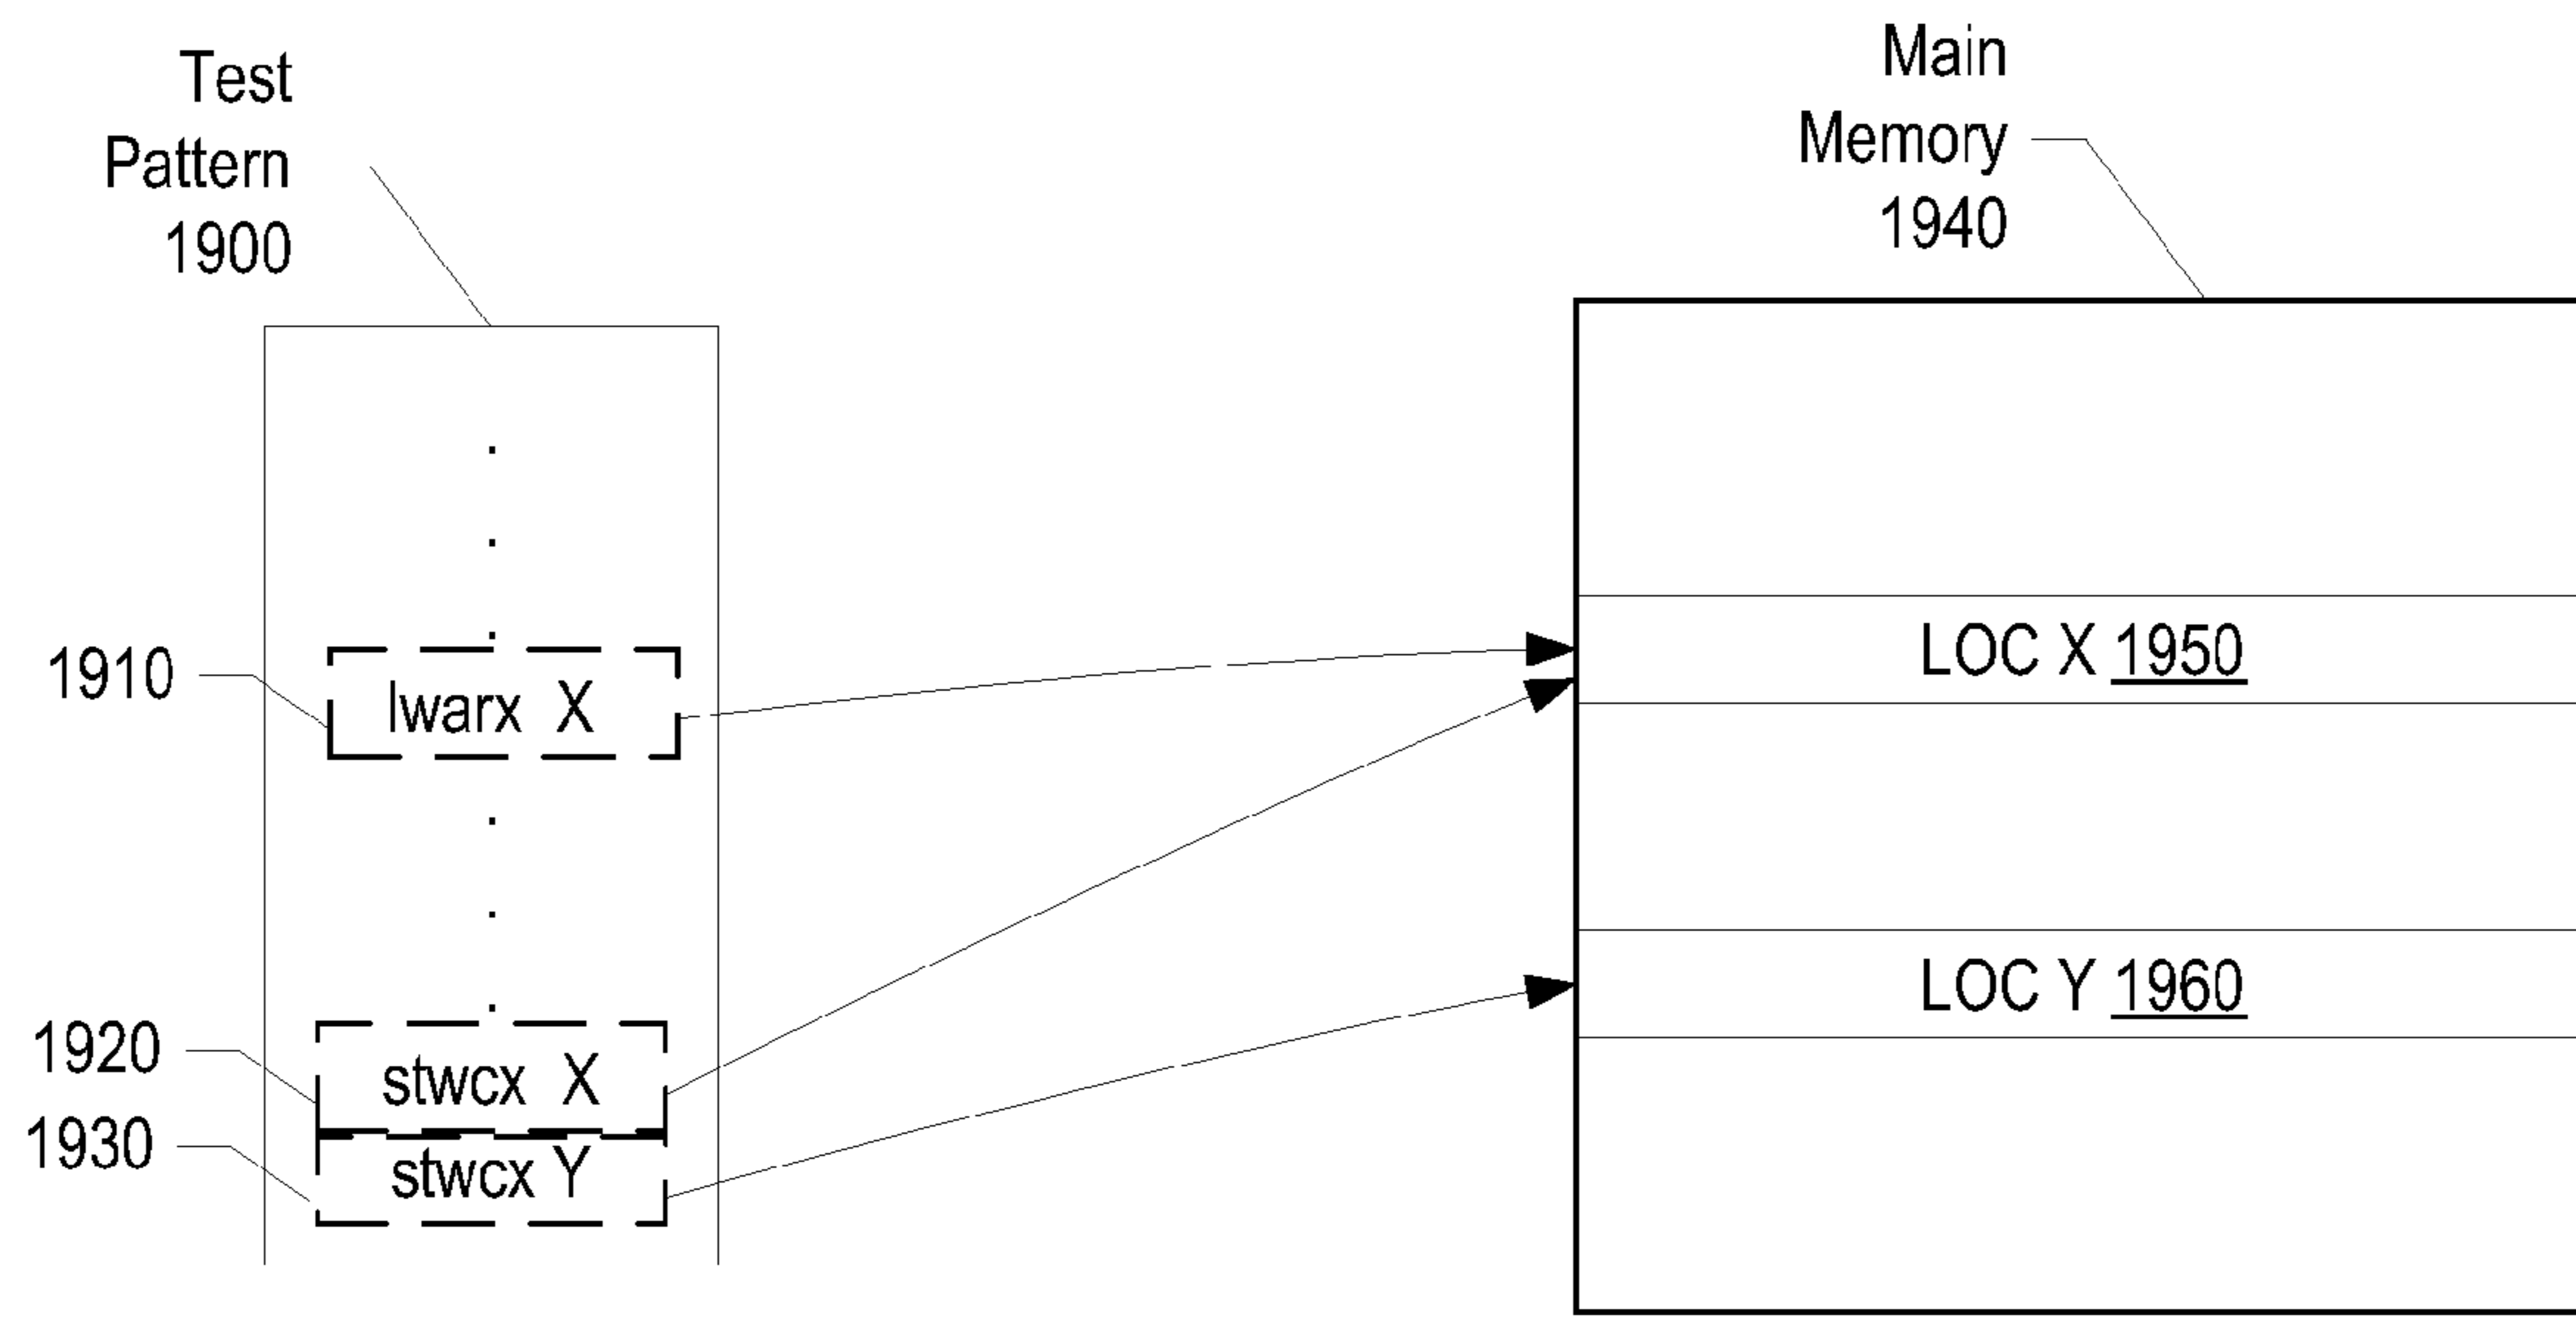 Test
Pattern
1900
Main
Memory
1940
1910
lwarx X
LOC X 1950
1920
stwcx X
1930
stwcx Y
LOC Y 1960